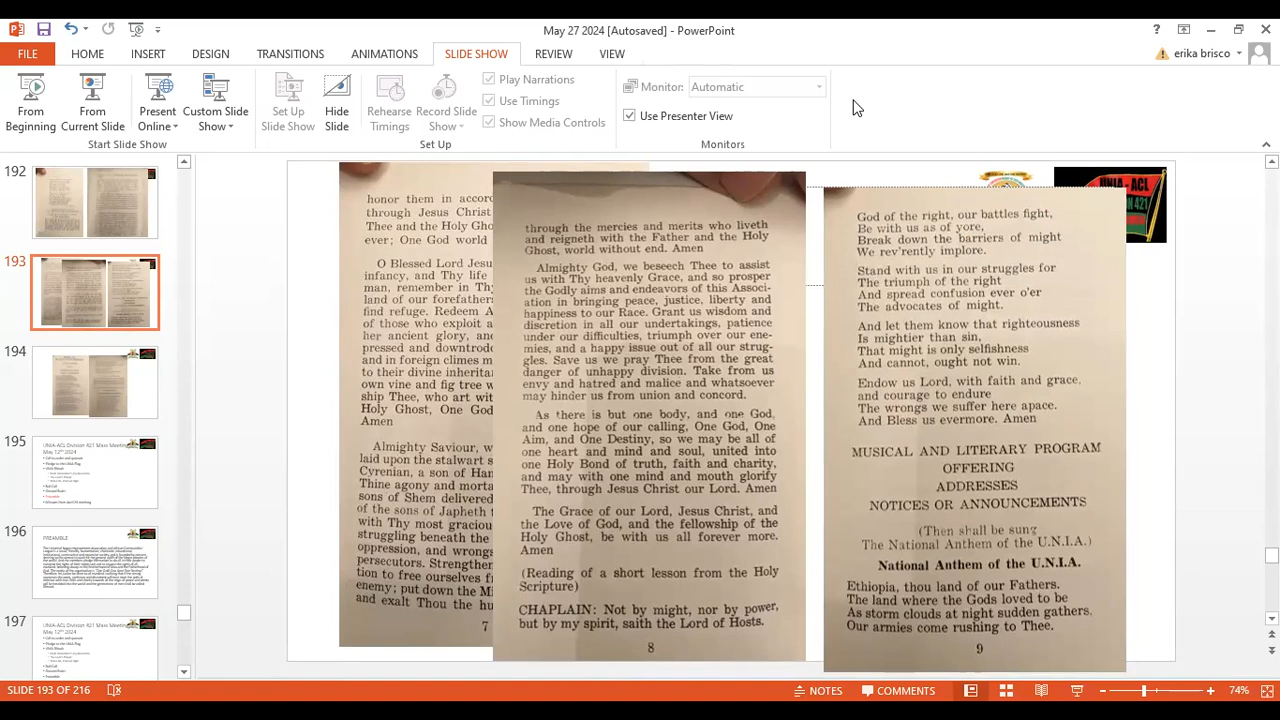 May 27 2024 [Autosaved] - PowerPoint
FILE
HOME
INSERT
DESIGN
TRANSITIONS
ANIMATIONS
SLIDE SHOW
REVIEW
VIEW
erika brisco
From Beginning
From Current Slide
Present Online
Custom Slide Show
Set Up Slide Show
Hide Slide
Rehearse Timings
Record Slide Show
Play Narrations
Use Timings
Show Media Controls
Monitor: Automatic
Use Presenter View
Start Slide Show
Set Up
Monitors
192
193
194
195
UNIA-ACL Division 421 Mass Meeting
May 12th 2024
196
PREAMBLE
197
UNIA-ACL Division 421 Mass Meeting
May 12th 2024
honor them in accor
through Jesus Christ
Thee and the Holy Gho
ever; One God world
O Blessed Lord Jesu
infancy, and Thy life
man, remember in Thy
land of our forefathers
find refuge. Redeem A
of those who exploit a
her ancient glory, and
pressed and downtrodd
and in foreign climes m
to their divine inheritan
own vine and fig tree w
ship Thee, who art wit
Holy Ghost, One God
Amen
Almighty Saviour, w
laid upon the stalwart s
Cyrenian, a son of Ham
Thine agony and morta
sons of Shem delivered
of the sons of Japheth t
with Thy most graciou
struggling beneath the
oppression, and wrongs
persecutors. Strengthen
tion to free ourselves fr
enemy; put down the Mi
and exalt Thou the hu
7
through the mercies and merits who liveth
and reigneth with the Father and the Holy
Ghost, world without end. Amen
Almighty God, we beseech Thee to assist
us with Thy heavenly Grace, and so prosper
the Godly aims and endeavors of this Associ-
ation in bringing peace, justice, liberty and
happiness to our Race. Grant us wisdom and
discretion in all our undertakings, patience
under our difficulties, triumph over our ene-
mies, and a happy issue out of all our strug-
gles. Save us we pray Thee from the great
danger of unhappy division. Take from us
envy and hatred and malice and whatsoever
may hinder us from union and concord.
As there is but one body, and one God,
and one hope of our calling, One God, One
Aim, and One Destiny, so we may be all of
one heart and mind and soul, united into
one Holy Bond of truth, faith and charity,
and may with one mind and mouth glorify
Thee, through Jesus Christ our Lord. Amen
The Grace of our Lord, Jesus Christ, and
the Love of God, and the fellowship of the
Holy Ghost, be with us all forever more.
Amen
(Reading of a short lesson from the Holy
Scripture)
CHAPLAIN: Not by might, nor by power,
but by my spirit, saith the Lord of Hosts.
8
UNIA-ACL
421
God of the right, our battles fight,
Be with us as of yore,
Break down the barriers of might
We rev'rently implore.
Stand with us in our struggles for
The triumph of the right
And spread confusion ever o'er
The advocates of might.
And let them know that righteousness
Is mightier than sin,
That might is only selfishness
And cannot, ought not win.
Endow us Lord, with faith and grace,
and courage to endure
The wrongs we suffer here apace.
And Bless us evermore. Amen
MUSICAL AND LITERARY PROGRAM
OFFERING
ADDRESSES
NOTICES OR ANNOUNCEMENTS
(Then shall be sung
The National Anthem of the U.N.I.A.)
National Anthem of the U.N.I.A.
Ethiopia, thou land of our Fathers.
The land where the Gods loved to be
As storm clouds at night sudden gathers.
Our armies come rushing to Thee.
9
SLIDE 193 OF 216
NOTES
COMMENTS
74%